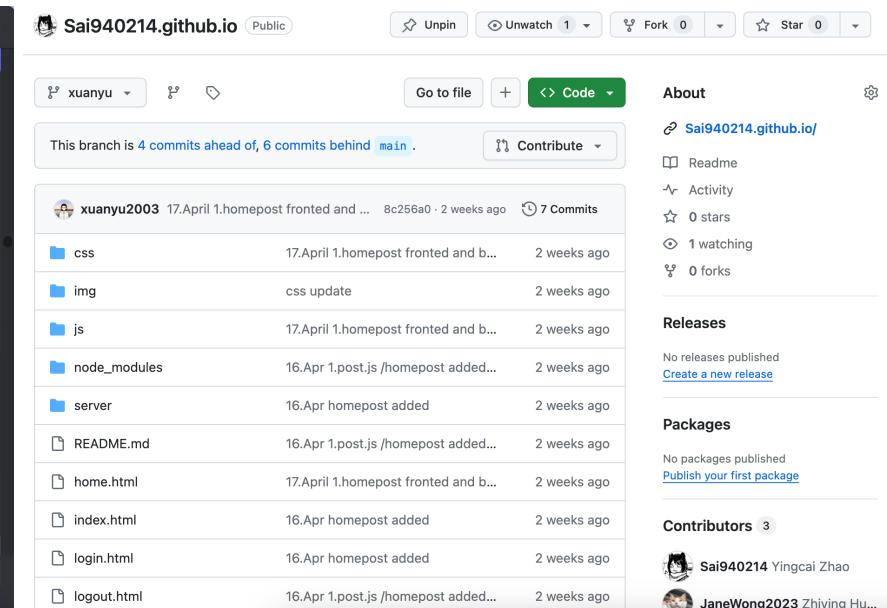 Sai940214.github.io Public Unpin Unwatch 1 Fork 0 Star 0
xuanyu Go to file Code
This branch is 4 commits ahead of, 6 commits behind main . Contribute
xuanyu2003 17.April 1.homepost fronted and ... 8c256a0 · 2 weeks ago 7 Commits
css 17.April 1.homepost fronted and b... 2 weeks ago
img css update 2 weeks ago
js 17.April 1.homepost fronted and b... 2 weeks ago
node_modules 16.Apr 1.post.js /homepost added... 2 weeks ago
server 16.Apr homepost added 2 weeks ago
README.md 16.Apr 1.post.js /homepost added... 2 weeks ago
home.html 17.April 1.homepost fronted and b... 2 weeks ago
index.html 16.Apr homepost added 2 weeks ago
login.html 16.Apr homepost added 2 weeks ago
logout.html 16.Apr 1.post.js /homepost added... 2 weeks ago
About
Sai940214.github.io/
Readme
Activity
0 stars
1 watching
0 forks
Releases
No releases published
Create a new release
Packages
No packages published
Publish your first package
Contributors 3
Sai940214 Yingcai Zhao
JaneWong2023 Zhiying Hu...